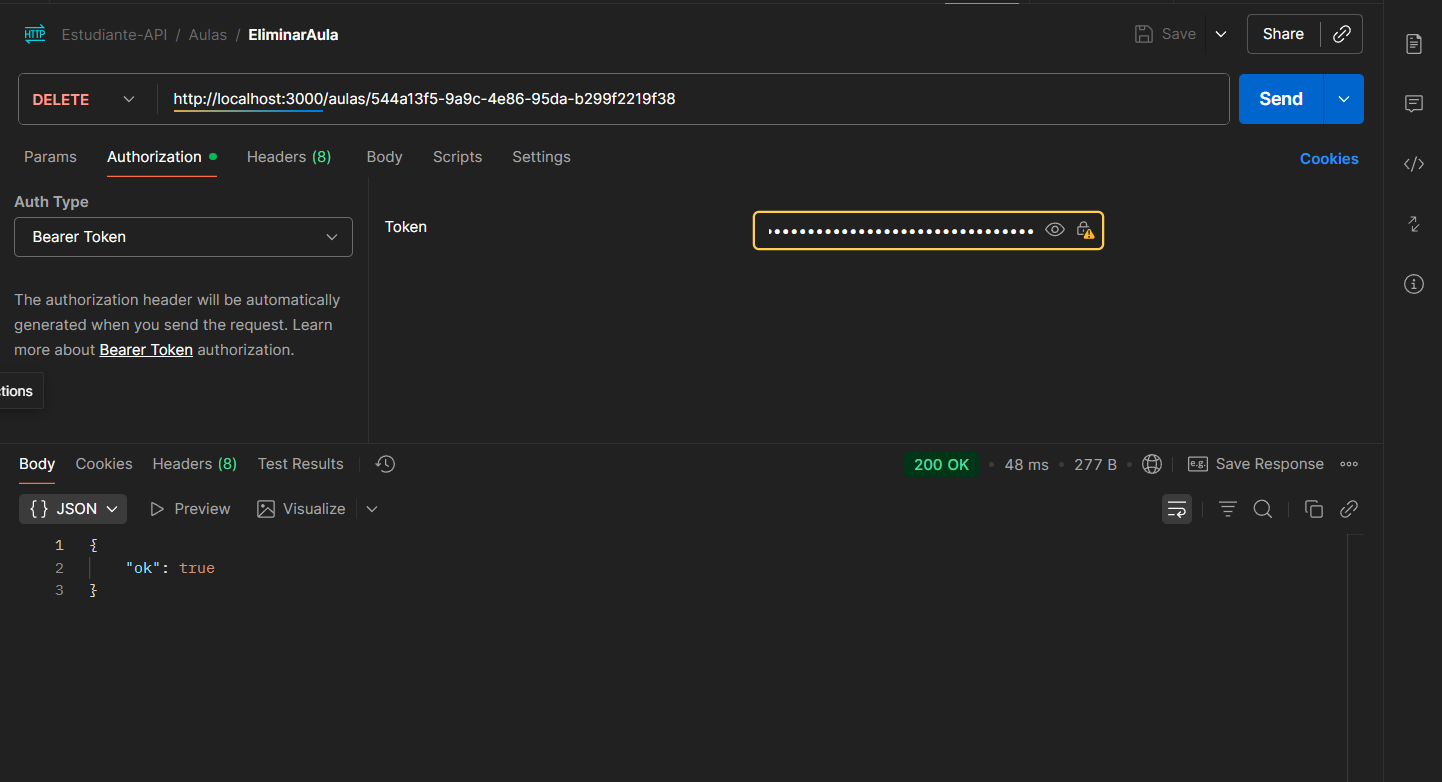 HTTP Estudiante-API / Aulas / EliminarAula Save Share
DELETE http://localhost:3000/aulas/544a13f5-9a9c-4e86-95da-b299f2219f38 Send
Params Authorization Headers (8) Body Scripts Settings Cookies
Auth Type
Bearer Token
Token
The authorization header will be automatically
generated when you send the request. Learn
more about Bearer Token authorization.
ctions
Body Cookies Headers (8) Test Results 200 OK • 48 ms • 277 B • e.g. Save Response
{} JSON Preview Visualize
1 {
2 "ok": true
3 }